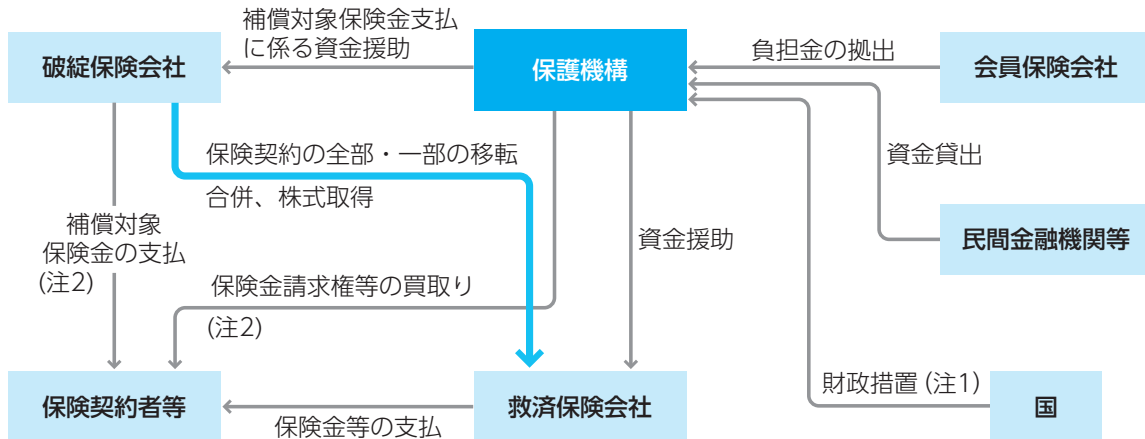 補償対象保険金支払
に係る資金援助
破綻保険会社
保護機構
負担金の拠出
会員保険会社
保険契約の全部・一部の移転
合併、株式取得
資金貸出
補償対象
保険金の支払
(注2)
資金援助
民間金融機関等
保険金請求権等の買取り
(注2)
財政措置(注1)
保険契約者等
保険金等の支払
救済保険会社
国